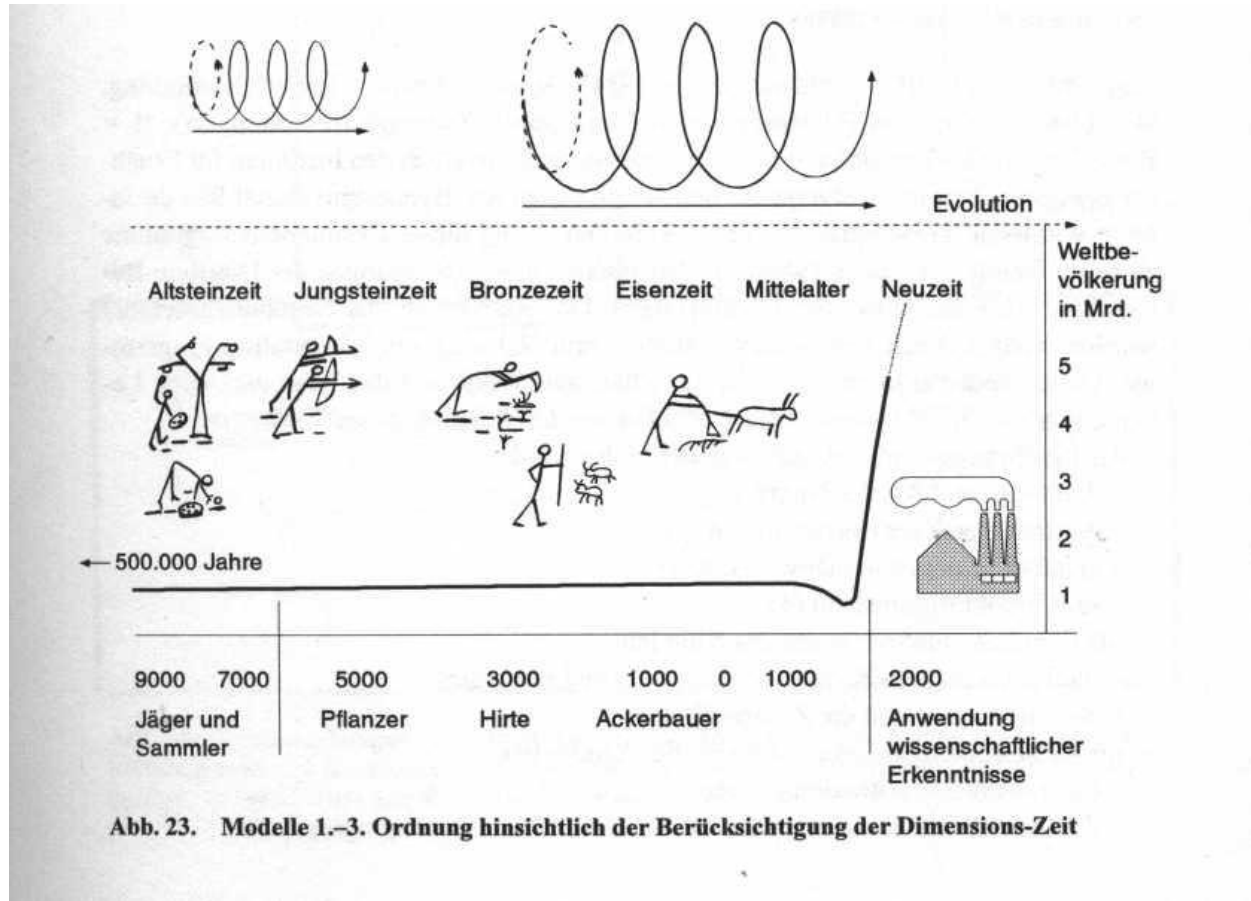 Evolution
Weltbe-
völkerung
in Mrd.
Altsteinzeit Jungsteinzeit Bronzezeit Eisenzeit Mittelalter Neuzeit
5
4
3
2
1
← 500.000 Jahre
9000 7000 5000 3000 1000 0 1000 2000
Jäger und Pflanzer Hirte Ackerbauer Anwendung
Sammler wissenschaftlicher
Erkenntnisse
Abb. 23. Modelle 1.–3. Ordnung hinsichtlich der Berücksichtigung der Dimensions-Zeit